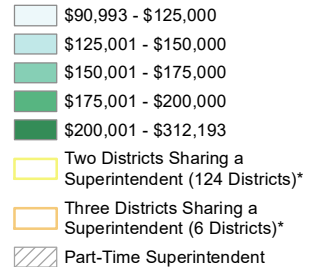 $90,993 - $125,000
$125,001 - $150,000
$150,001 - $175,000
$175,001 - $200,000
$200,001 - $312,193
Two Districts Sharing a
Superintendent (124 Districts)*
Three Districts Sharing a
Superintendent (6 Districts)*
Part-Time Superintendent